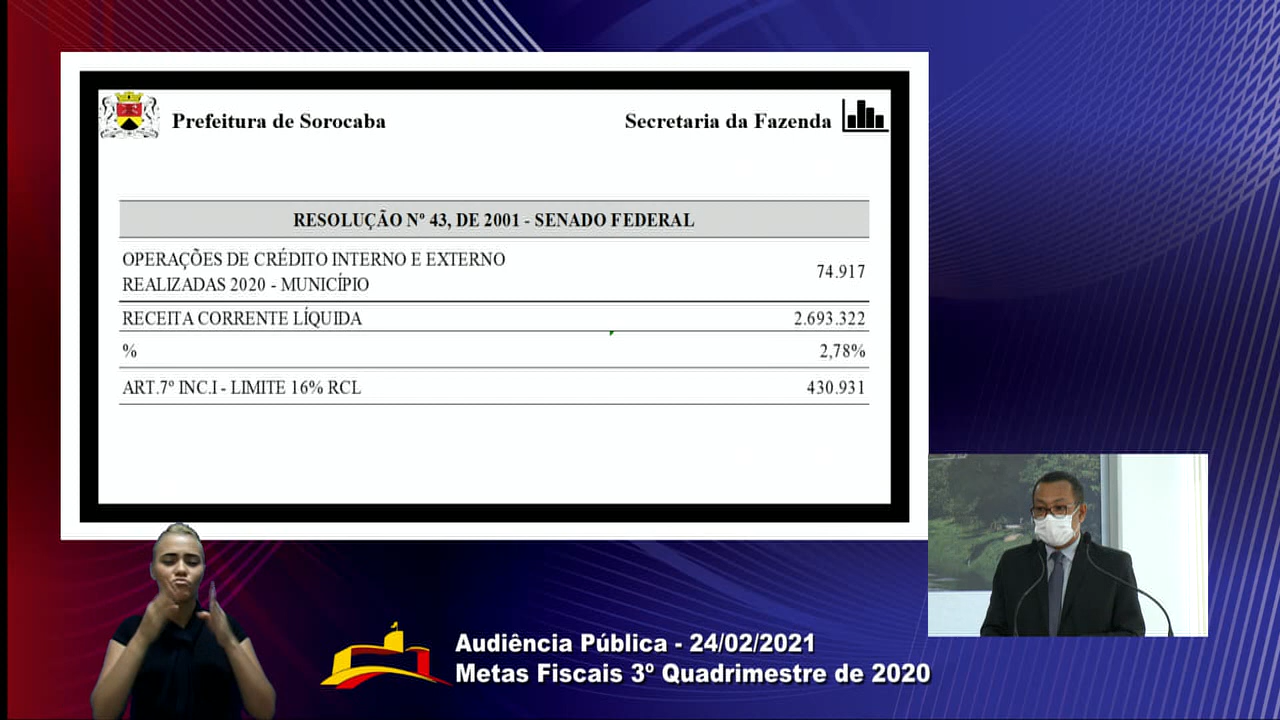 Prefeitura de Sorocaba
Secretaria da Fazenda
RESOLUÇÃO Nº 43, DE 2001 - SENADO FEDERAL
OPERAÇÕES DE CRÉDITO INTERNO E EXTERNO
REALIZADAS 2020 - MUNICÍPIO
74.917
RECEITA CORRENTE LÍQUIDA 2.693.322
% 2,78%
ART.7º INC.I - LIMITE 16% RCL 430.931
Audiência Pública - 24/02/2021
Metas Fiscais 3º Quadrimestre de 2020